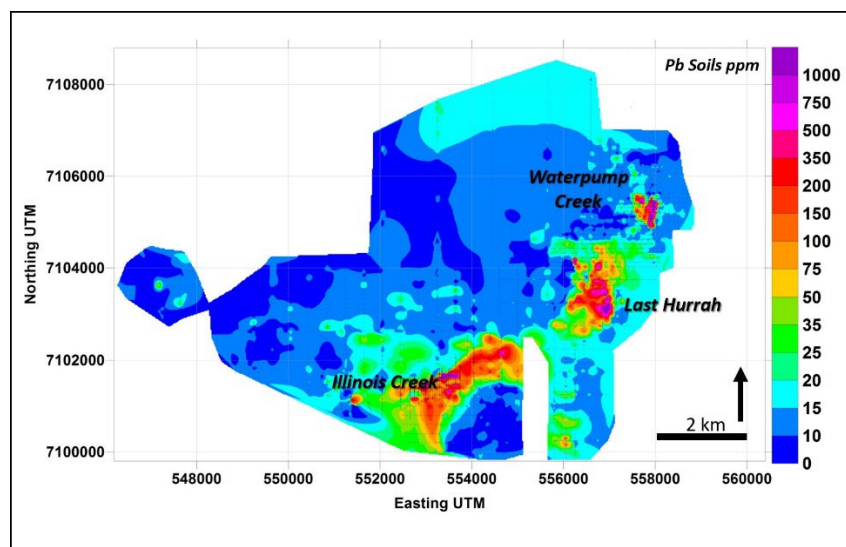 Pb Soils ppm
7108000
7106000
7104000
7102000
7100000
Northing UTM
Waterpump
Creek
Last Hurrah
Illinois Creek
2 km
548000 550000 552000 554000 556000 558000 560000
Easting UTM
1000
750
500
350
200
150
100
75
50
35
25
20
15
10
0